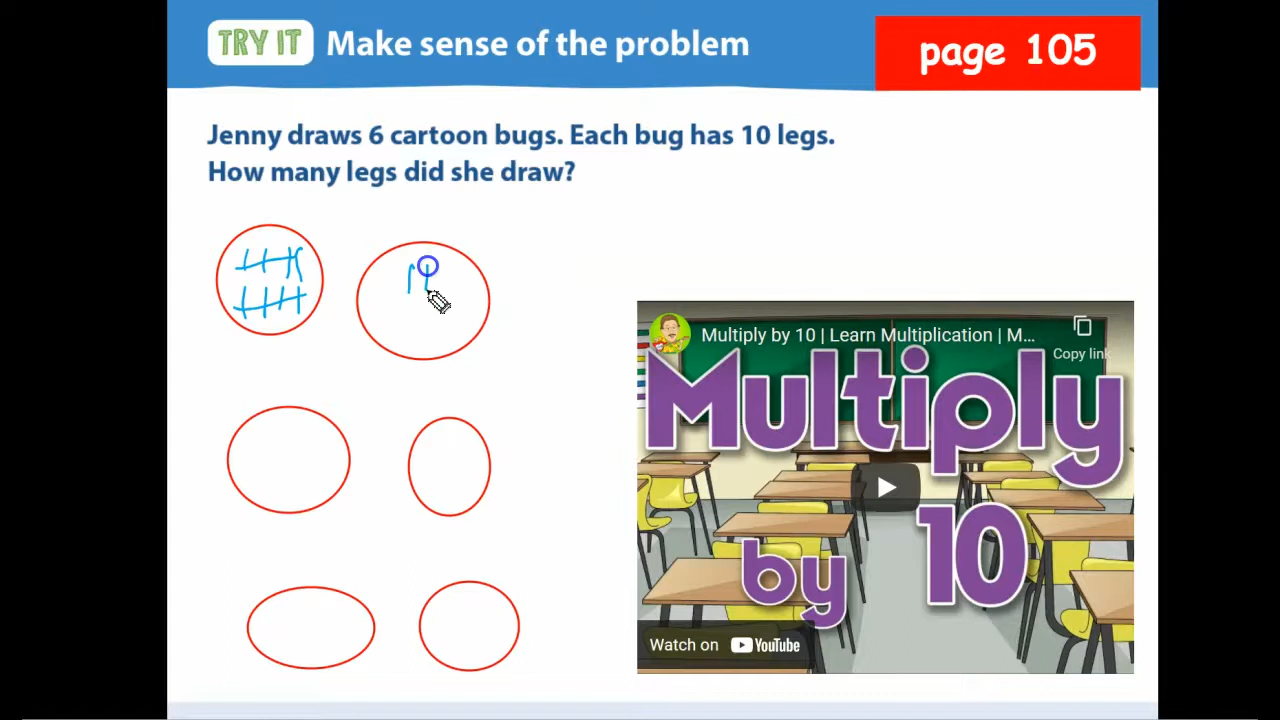 TRY IT Make sense of the problem
page 105
Jenny draws 6 cartoon bugs. Each bug has 10 legs.
How many legs did she draw?
Multiply by 10 | Learn Multiplication | M...
Copy link
Multiply
by 10
Watch on YouTube